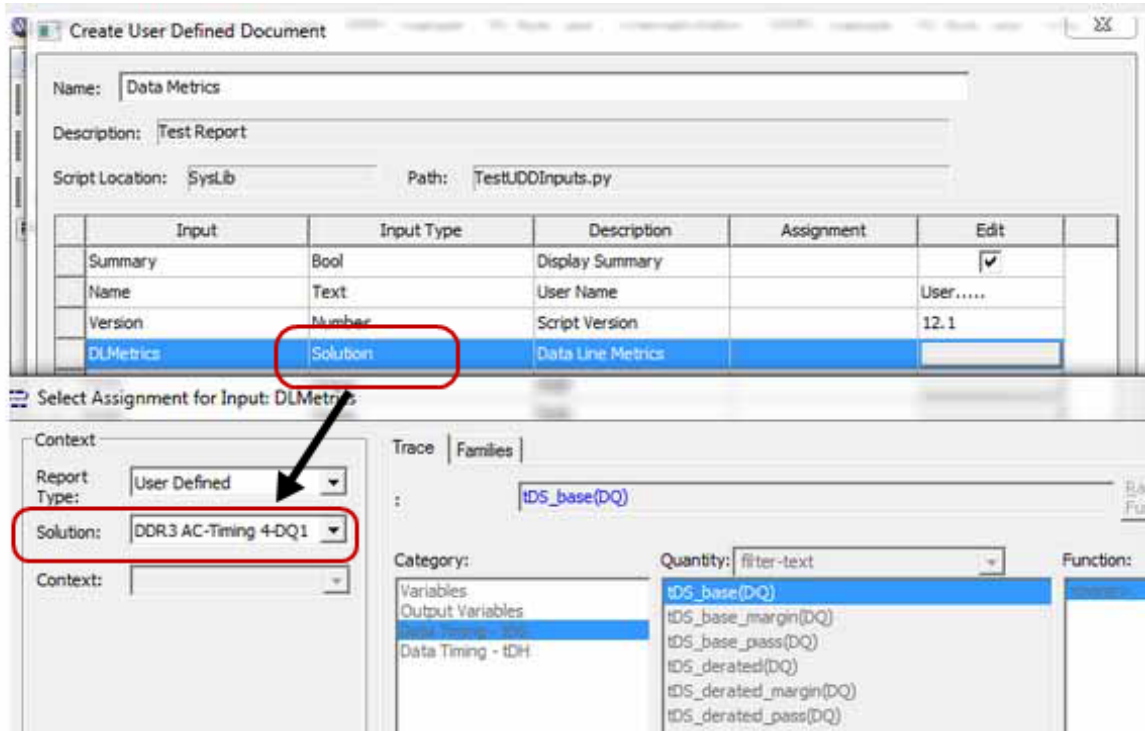 Create User Defined Document
Name: Data Metrics
Description: Test Report
Script Location: SysLib Path: TestUDDInputs.py
Input Input Type Description Assignment Edit
Summary Bool Display Summary
Name Text User Name User.....
Version Number Script Version 12.1
DLMetrics Solution Data Line Metrics
Select Assignment for Input: DLMetrics
Context
Trace Families
Report Type: User Defined
: tDS_base(DQ)
Solution: DDR3 AC-Timing 4-DQ1
Context:
Category: Quantity: filter-text Function:
Variables tDS_base(DQ)
Output Variables tDS_base_margin(DQ)
Data Timing - tDS tDS_base_pass(DQ)
Data Timing - tDH tDS_derated(DQ)
tDS_derated_margin(DQ)
tDS_derated_pass(DQ)